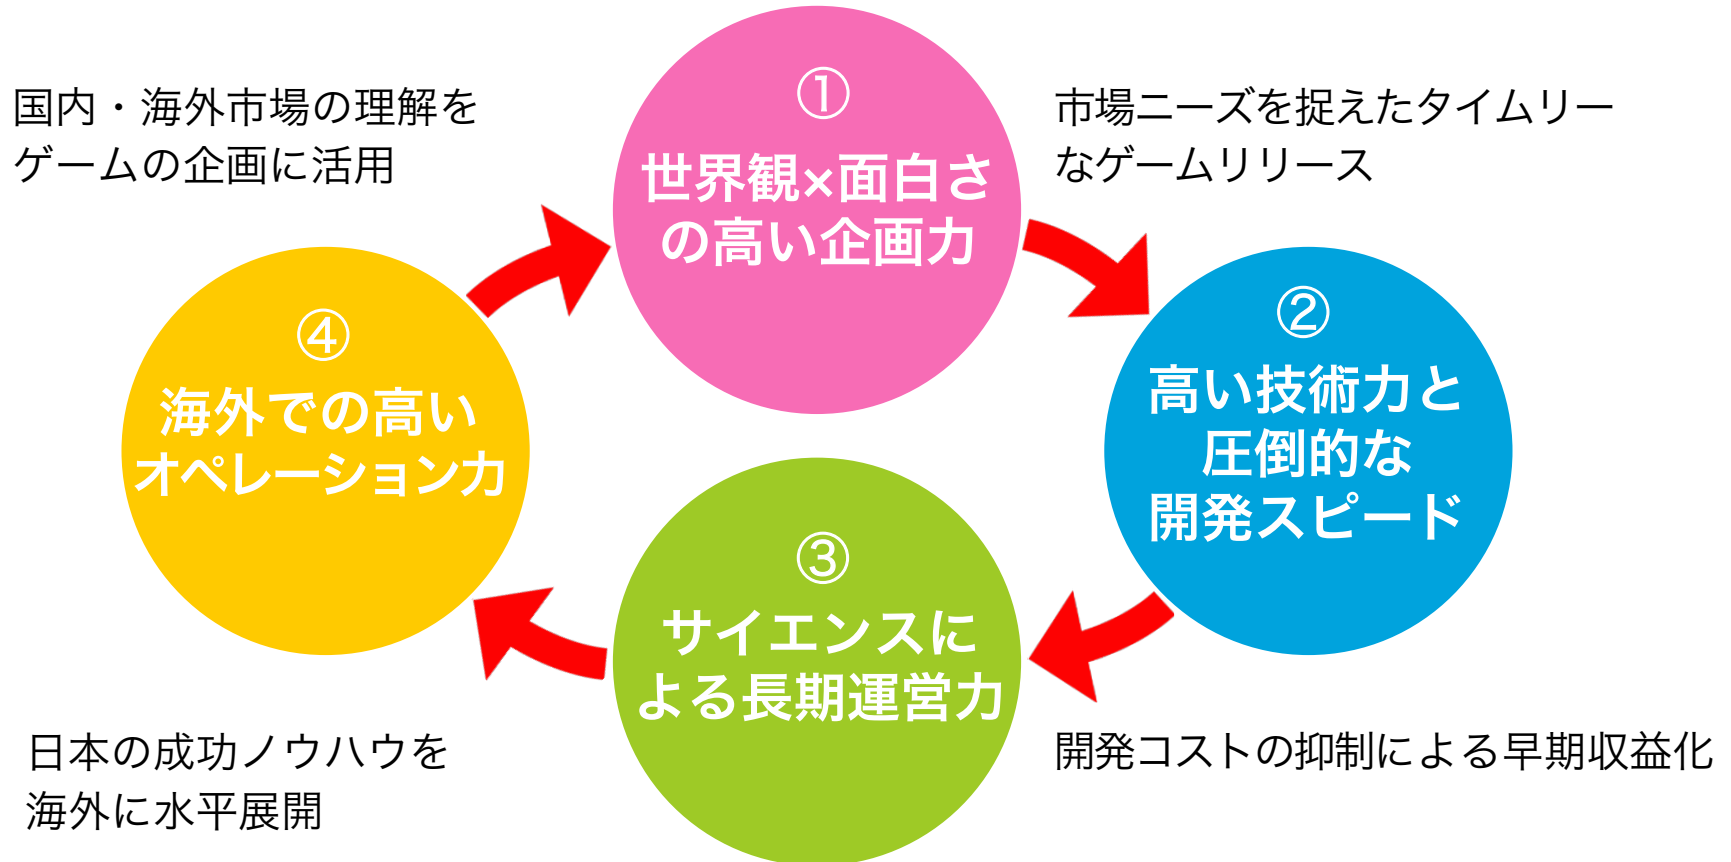 ①
世界観×面白さ
の高い企画力
市場ニーズを捉えたタイムリー
なゲームリリース
②
高い技術力と
圧倒的な
開発スピード
開発コストの抑制による早期収益化
③
サイエンスに
よる長期運営力
日本の成功ノウハウを
海外に水平展開
④
海外での高い
オペレーション力
国内・海外市場の理解を
ゲームの企画に活用